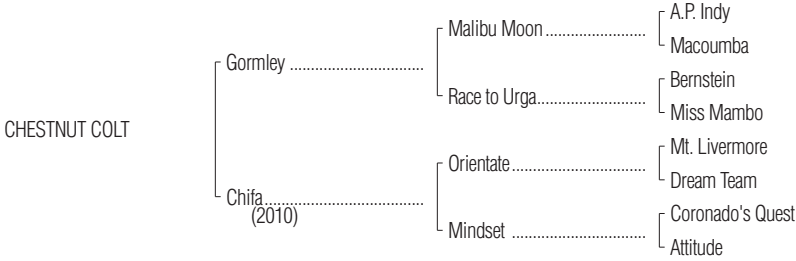 A.P. Indy
Malibu Moon ..........................
Macoumba
Gormley ..................................
Bernstein
Race to Urga............................
Miss Mambo
CHESTNUT COLT
Mt. Livermore
Orientate..................................
Dream Team
Chifa........................................
(2010)
Coronado's Quest
Mindset ..................................
Attitude